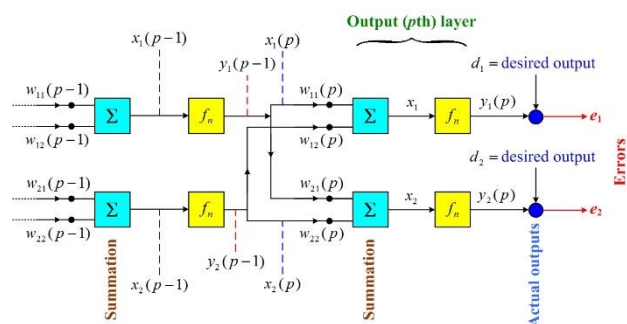 Output (pth) layer
x₁(p−1)
x₁(p)
y₁(p−1)
d₁ = desired output
w₁₁(p−1)
w₁₁(p)
Σ
fₙ
Σ
x₁
fₙ
y₁(p)
e₁
w₁₂(p−1)
w₁₂(p)
d₂ = desired output
w₂₁(p−1)
w₂₁(p)
Σ
fₙ
Σ
x₂
fₙ
y₂(p)
e₂
w₂₂(p−1)
w₂₂(p)
y₂(p−1)
x₂(p−1)
x₂(p)
Summation
Summation
Actual outputs
Errors